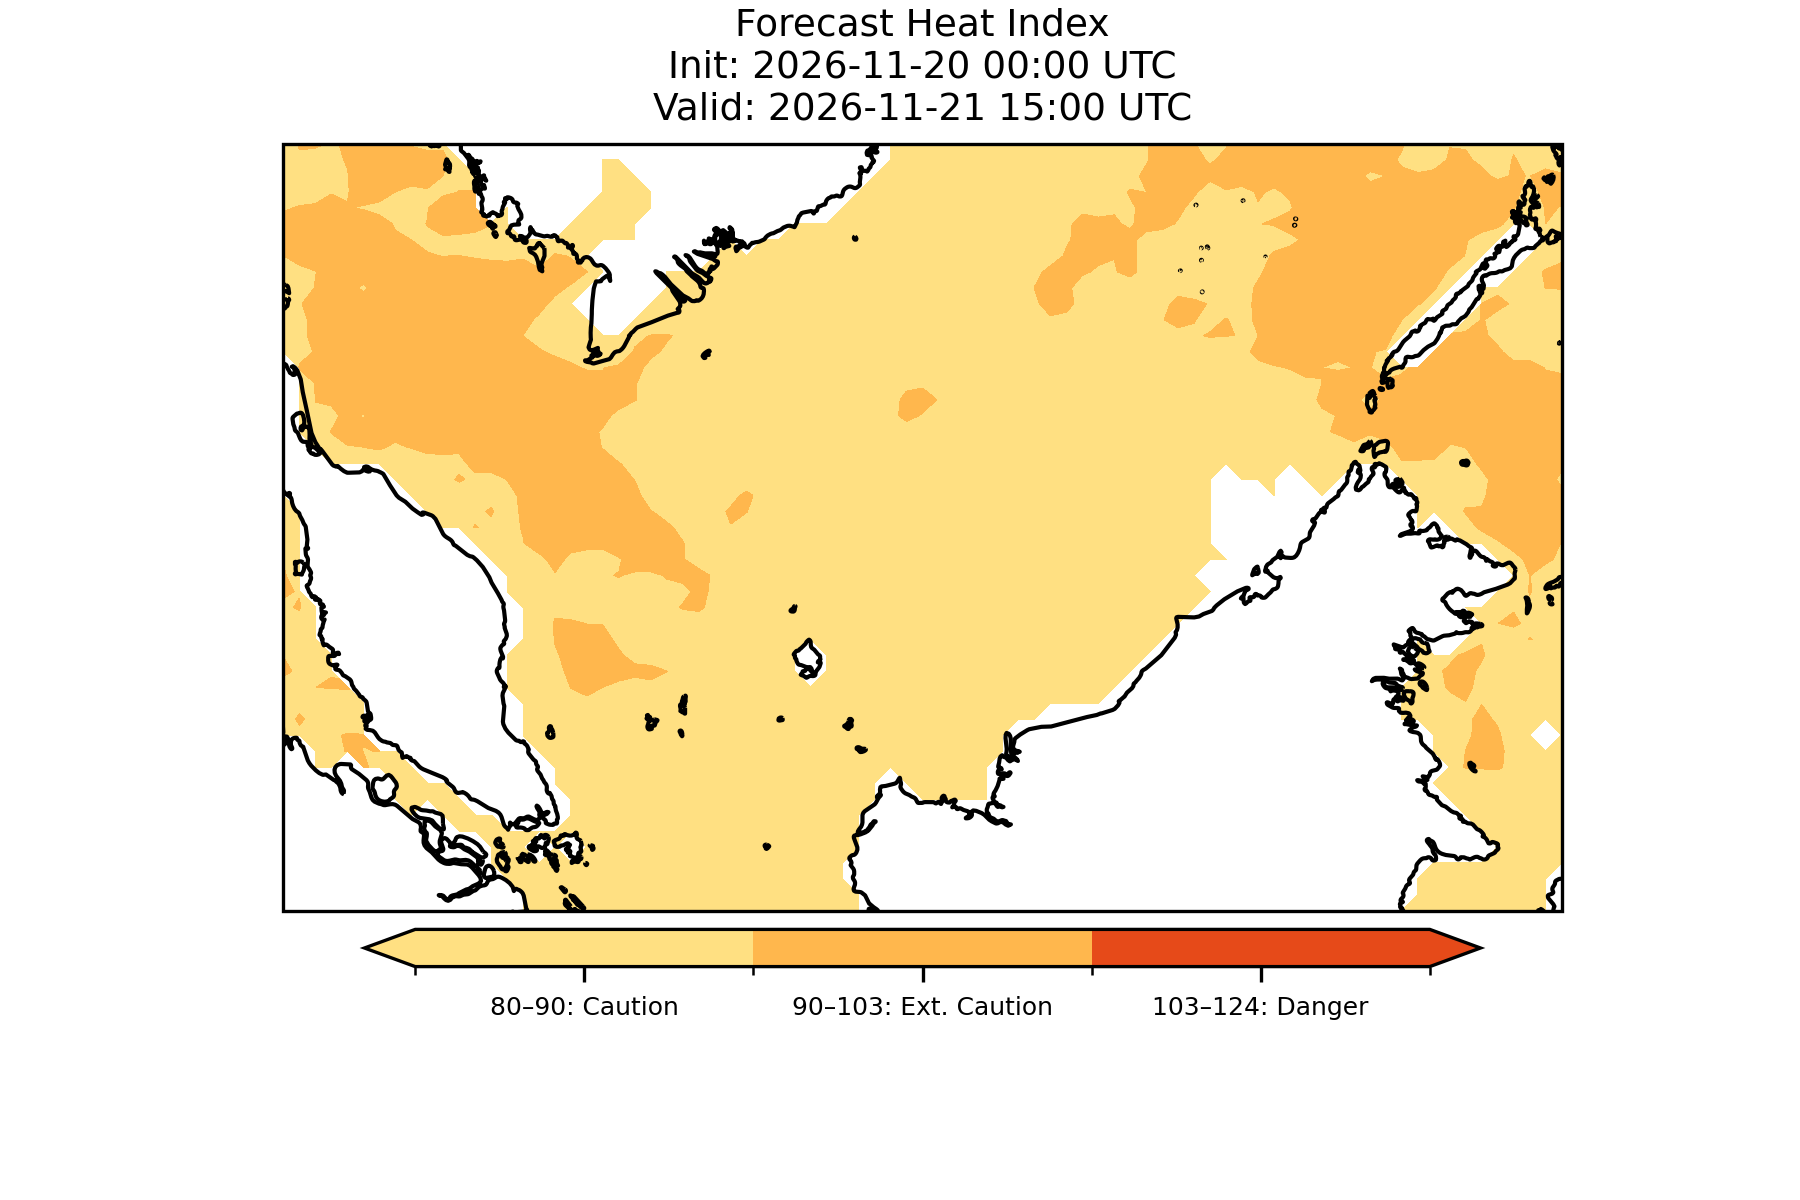 Forecast Heat Index
Init: 2026-11-20 00:00 UTC
Valid: 2026-11-21 15:00 UTC
80–90: Caution
90–103: Ext. Caution
103–124: Danger